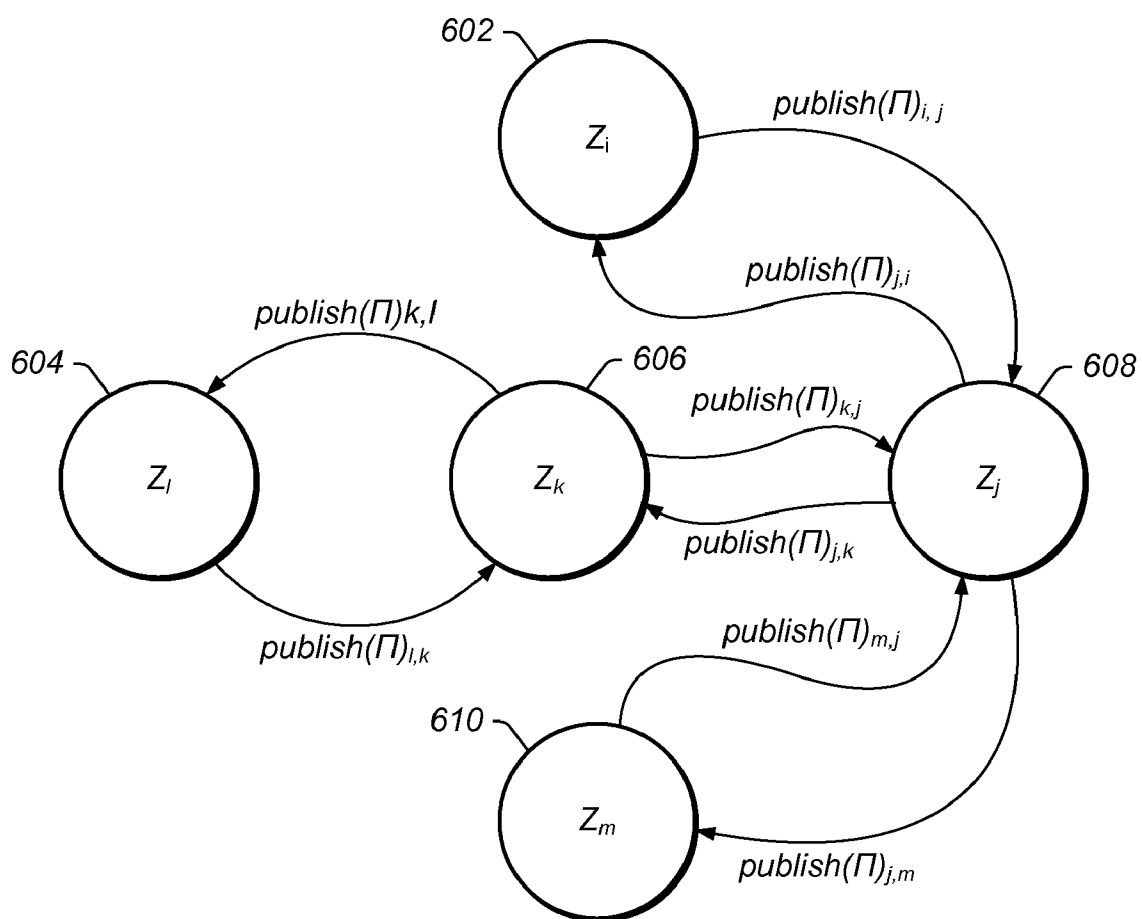 602
Zi
publish(Π)i, j
publish(Π)j,i
publish(Π)k,l
604
606
608
publish(Π)k,j
Zl
Zk
Zj
publish(Π)j,k
publish(Π)m,j
publish(Π)l,k
610
Zm
publish(Π)j,m